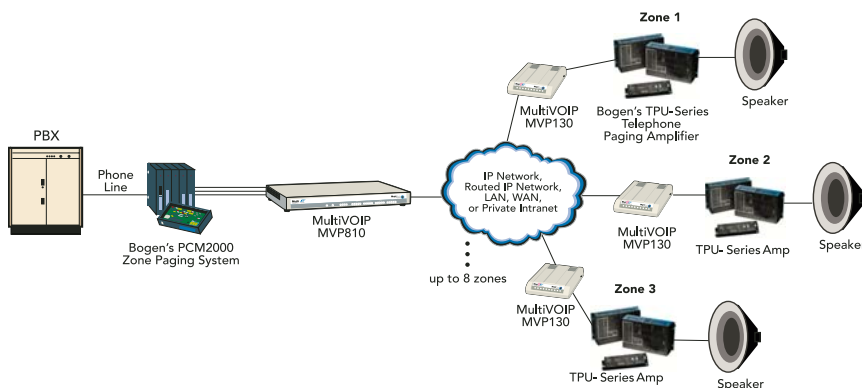 Zone 1
MultiVOIP
MVP130
Bogen's TPU-Series
Telephone
Paging Amplifier
Speaker
PBX
Phone
Line
Bogen's PCM2000
Zone Paging System
MultiVOIP
MVP810
IP Network,
Routed IP Network,
LAN, WAN,
or Private Intranet
up to 8 zones
Zone 2
MultiVOIP
MVP130
TPU- Series Amp
Speaker
Zone 3
MultiVOIP
MVP130
TPU- Series Amp
Speaker